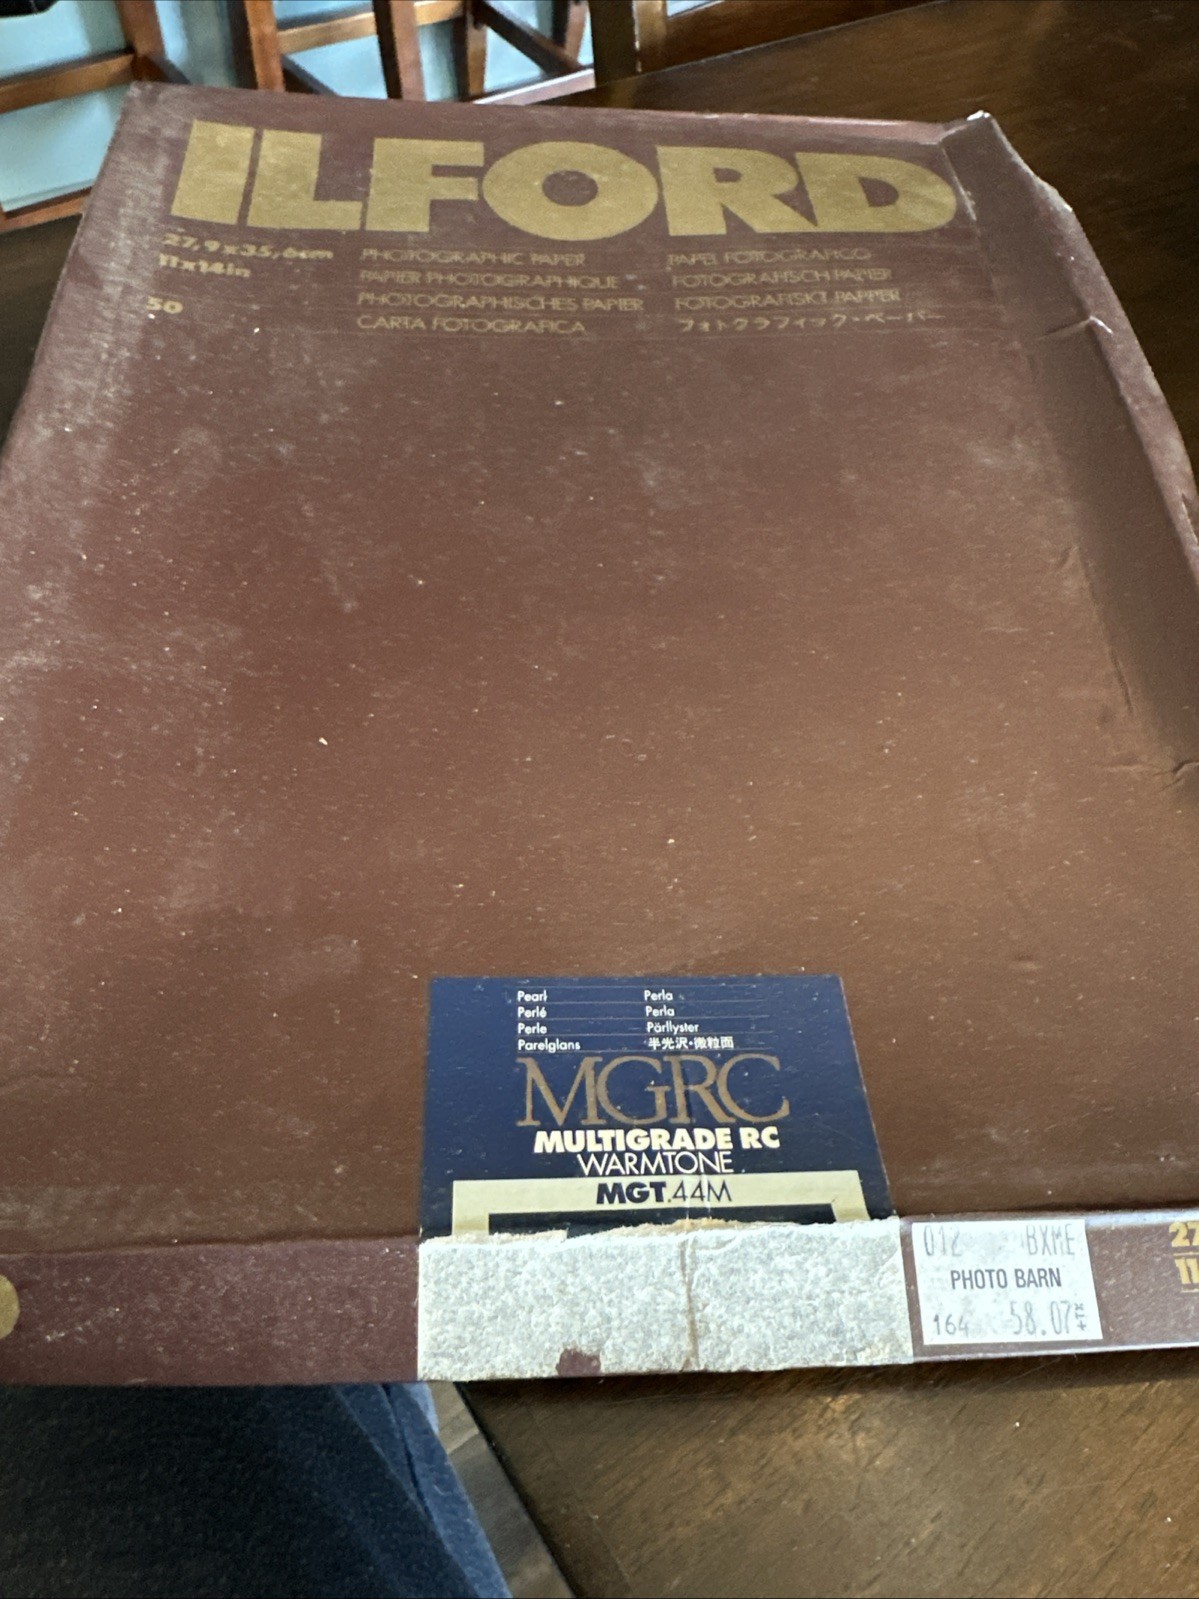 ILFORD
27,9x35,6cm
11x14in
50
PHOTOGRAPHIC PAPER
PAPIER PHOTOGRAPHIQUE
PHOTOGRAPHISCHES PAPIER
CARTA FOTOGRAFICA
PAPEL FOTOGRAFICO
FOTOGRAFISCH PAPIER
FOTOGRAFISKT PAPPER
フォトグラフィック・ペーパー
Pearl
Perlé
Perle
Parelglans
Perla
Perla
Pärllyster
半光沢・微粒面
MGRC
MULTIGRADE RC
WARMTONE
MGT.44M
012 BXME
PHOTO BARN
164 58.07
27
11